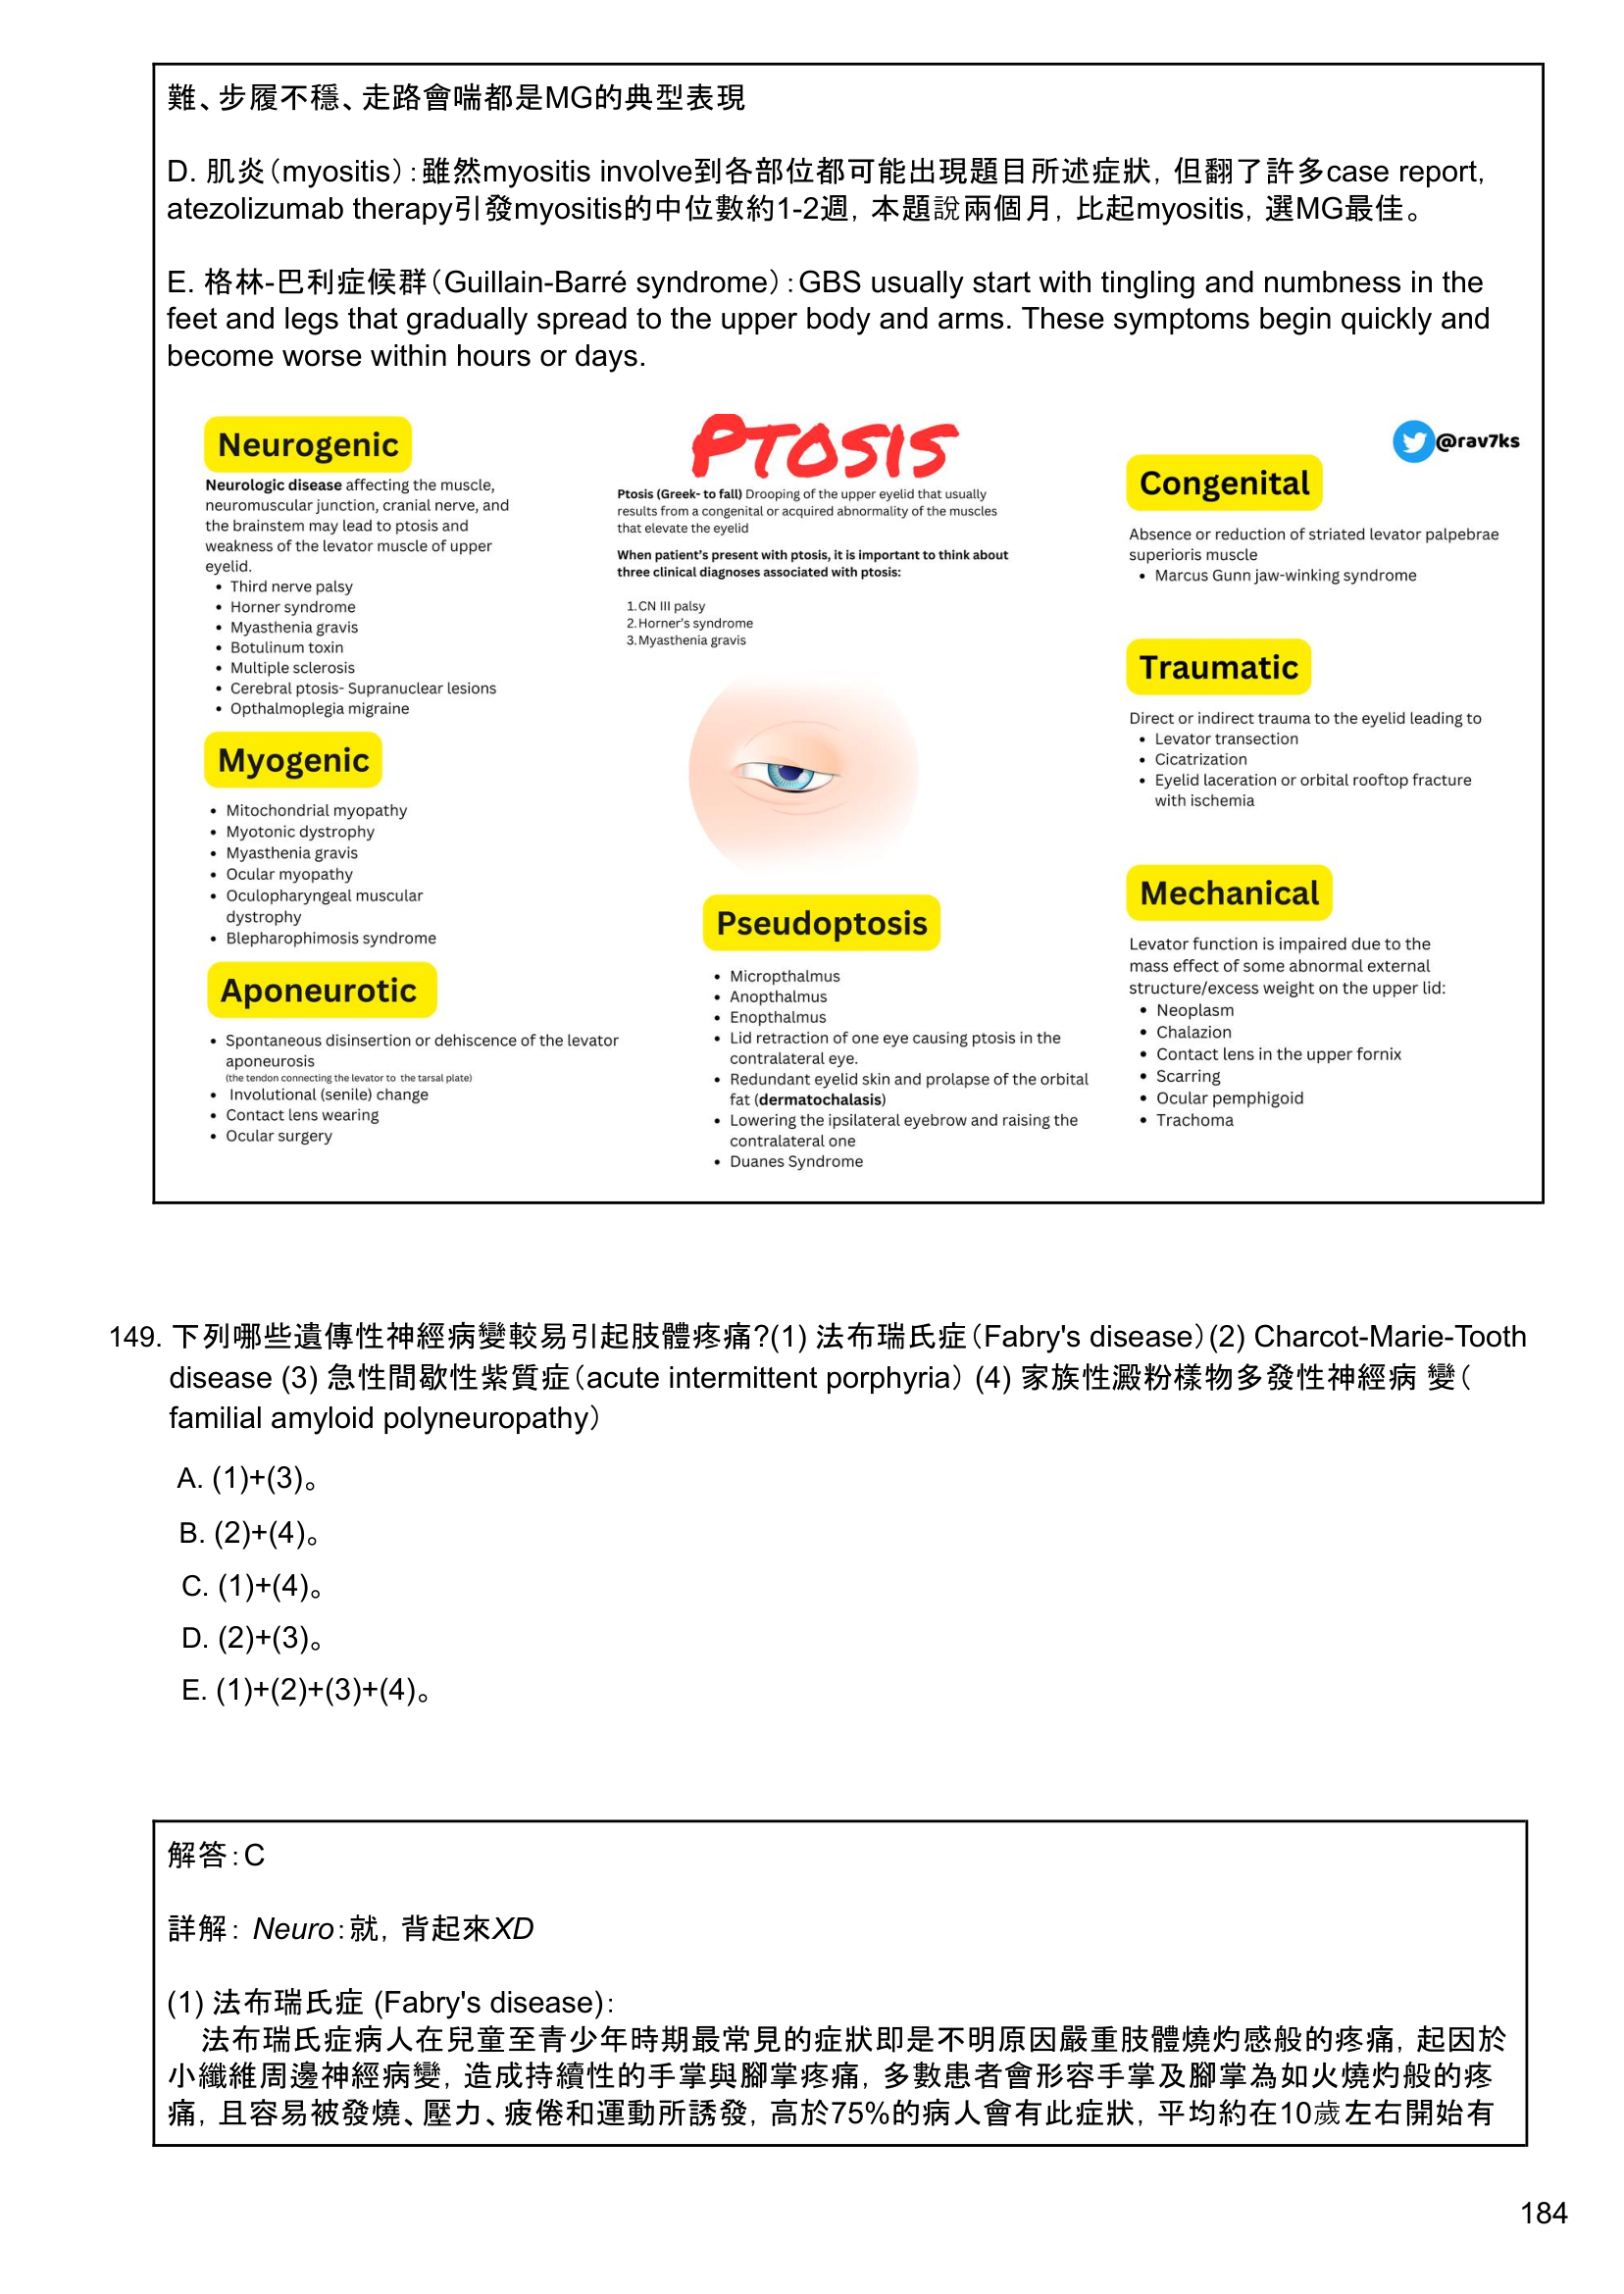 難、步履不穩、走路會喘都是MG的典型表現
D. 肌炎（myositis）：雖然myositis involve到各部位都可能出現題目所述症狀，但翻了許多case report,
atezolizumab therapy引發myositis的中位數約1-2週，本題說兩個月，比起myositis，選MG最佳。
E. 格林-巴利症候群（Guillain-Barré syndrome）：GBS usually start with tingling and numbness in the
feet and legs that gradually spread to the upper body and arms. These symptoms begin quickly and
become worse within hours or days.
Neurogenic
Neurologic disease affecting the muscle,
neuromuscular junction, cranial nerve, and
the brainstem may lead to ptosis and
weakness of the levator muscle of upper
eyelid.
• Third nerve palsy
• Horner syndrome
• Myasthenia gravis
• Botulinum toxin
• Multiple sclerosis
• Cerebral ptosis- Supranuclear lesions
• Opthalmoplegia migraine
Myogenic
• Mitochondrial myopathy
• Myotonic dystrophy
• Myasthenia gravis
• Ocular myopathy
• Oculopharyngeal muscular
dystrophy
• Blepharophimosis syndrome
Aponeurotic
• Spontaneous disinsertion or dehiscence of the levator
aponeurosis
(the tendon connecting the levator to the tarsal plate)
• Involutional (senile) change
• Contact lens wearing
• Ocular surgery
PTOSIS
Ptosis (Greek- to fall) Drooping of the upper eyelid that usually
results from a congenital or acquired abnormality of the muscles
that elevate the eyelid
When patient's present with ptosis, it is important to think about
three clinical diagnoses associated with ptosis:
1.CN III palsy
2.Horner's syndrome
3.Myasthenia gravis
Pseudoptosis
• Micropthalmus
• Anopthalmus
• Enopthalmus
• Lid retraction of one eye causing ptosis in the
contralateral eye.
• Redundant eyelid skin and prolapse of the orbital
fat (dermatochalasis)
• Lowering the ipsilateral eyebrow and raising the
contralateral one
• Duanes Syndrome
@rav7ks
Congenital
Absence or reduction of striated levator palpebrae
superioris muscle
• Marcus Gunn jaw-winking syndrome
Traumatic
Direct or indirect trauma to the eyelid leading to
• Levator transection
• Cicatrization
• Eyelid laceration or orbital rooftop fracture
with ischemia
Mechanical
Levator function is impaired due to the
mass effect of some abnormal external
structure/excess weight on the upper lid:
• Neoplasm
• Chalazion
• Contact lens in the upper fornix
• Scarring
• Ocular pemphigoid
• Trachoma
149. 下列哪些遺傳性神經病變較易引起肢體疼痛?(1) 法布瑞氏症（Fabry's disease）(2) Charcot-Marie-Tooth
disease (3) 急性間歇性紫質症（acute intermittent porphyria） (4) 家族性澱粉樣物多發性神經病 變（
familial amyloid polyneuropathy）
A. (1)+(3)。
B. (2)+(4)。
C. (1)+(4)。
D. (2)+(3)。
E. (1)+(2)+(3)+(4)。
解答：C
詳解： Neuro：就，背起來XD
(1) 法布瑞氏症 (Fabry's disease)：
法布瑞氏症病人在兒童至青少年時期最常見的症狀即是不明原因嚴重肢體燒灼感般的疼痛，起因於
小纖維周邊神經病變，造成持續性的手掌與腳掌疼痛，多數患者會形容手掌及腳掌為如火燒灼般的疼
痛，且容易被發燒、壓力、疲倦和運動所誘發，高於75%的病人會有此症狀，平均約在10歲左右開始有
184